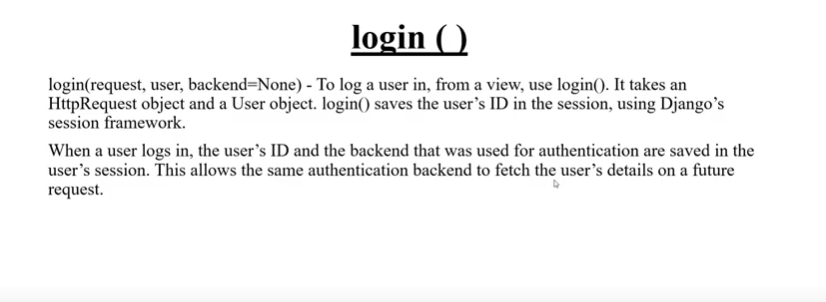 login ( )
login(request, user, backend=None) - To log a user in, from a view, use login(). It takes an
HttpRequest object and a User object. login() saves the user’s ID in the session, using Django’s
session framework.
When a user logs in, the user’s ID and the backend that was used for authentication are saved in the
user’s session. This allows the same authentication backend to fetch the user’s details on a future
request.